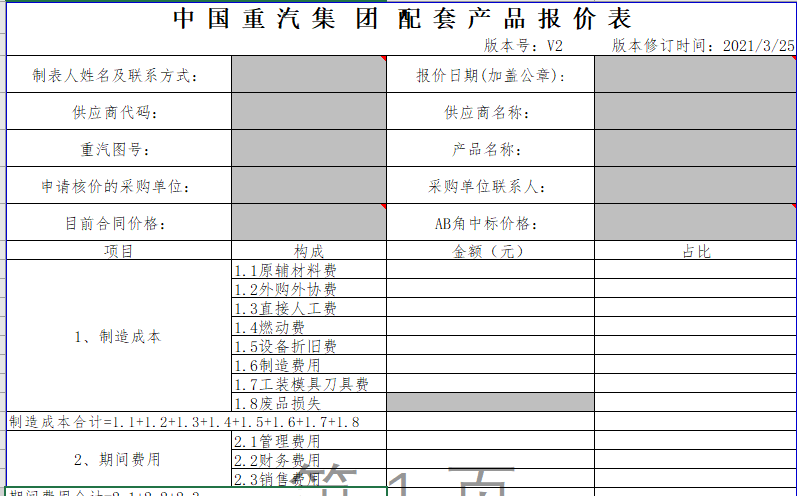 中国重汽集团配套产品报价表
版本号: V2 版本修订时间: 2021/3/25
制表人姓名及联系方式: 报价日期(加盖公章):
供应商代码: 供应商名称:
重汽图号: 产品名称:
申请核价的采购单位: 采购单位联系人:
目前合同价格: AB角中标价格:
项目 构成 金额（元） 占比
1.1原辅材料费
1.2外购外协费
1.3直接人工费
1、制造成本
1.4燃动费
1.5设备折旧费
1.6制造费用
1.7工装模具刀具费
1.8废品损失
制造成本合计=1.1+1.2+1.3+1.4+1.5+1.6+1.7+1.8
2、期间费用
2.1管理费用
2.2财务费用
2.3销售费用
第 1 页
期间费用合计=2.1+2.2+2.3